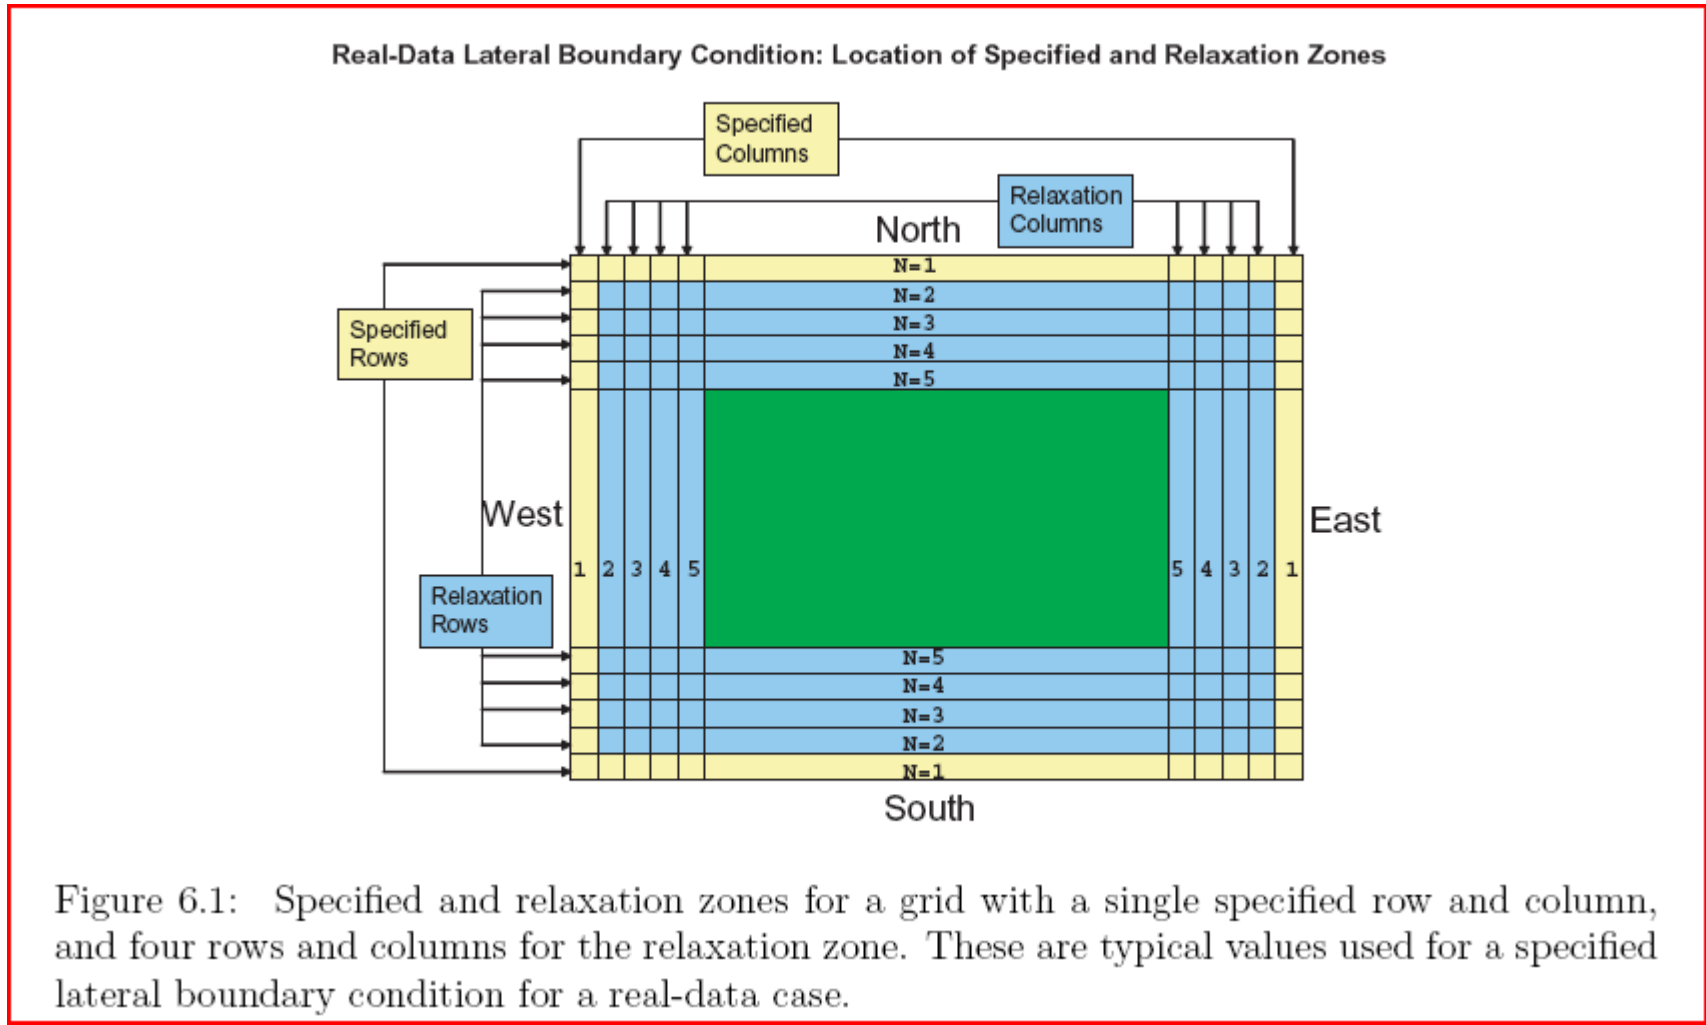 Real-Data Lateral Boundary Condition: Location of Specified and Relaxation Zones
Specified
Columns
Relaxation
Columns
North
N=1
N=2
N=3
N=4
N=5
Specified
Rows
West
East
1 2 3 4 5
5 4 3 2 1
Relaxation
Rows
N=5
N=4
N=3
N=2
N=1
South
Figure 6.1: Specified and relaxation zones for a grid with a single specified row and column,
and four rows and columns for the relaxation zone. These are typical values used for a specified
lateral boundary condition for a real-data case.